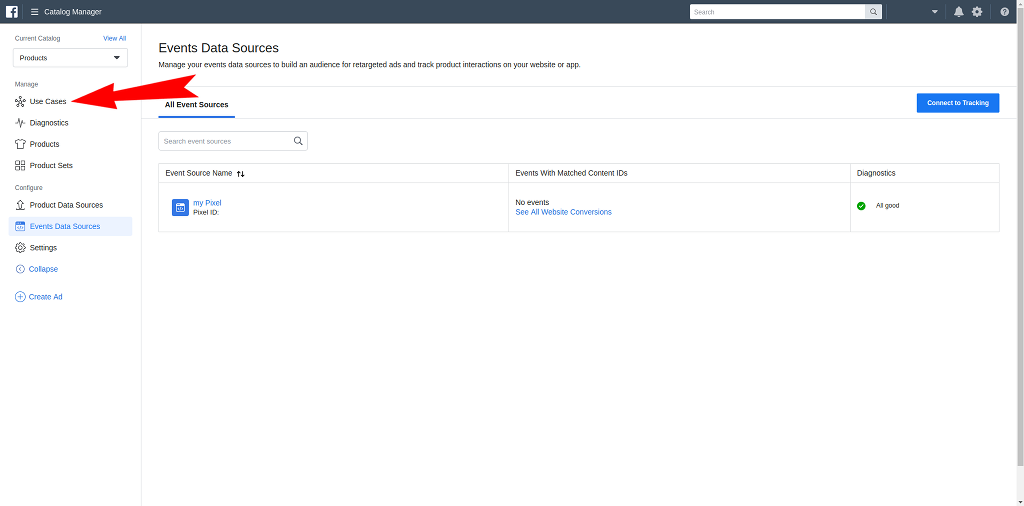 Catalog Manager
Search
Current Catalog View All
Products
Manage
Use Cases
Diagnostics
Products
Product Sets
Configure
Product Data Sources
Events Data Sources
Settings
Collapse
Create Ad
Events Data Sources
Manage your events data sources to build an audience for retargeted ads and track product interactions on your website or app.
All Event Sources
Connect to Tracking
Search event sources
Event Source Name Events With Matched Content IDs Diagnostics
my Pixel
Pixel ID:
No events
See All Website Conversions
All good